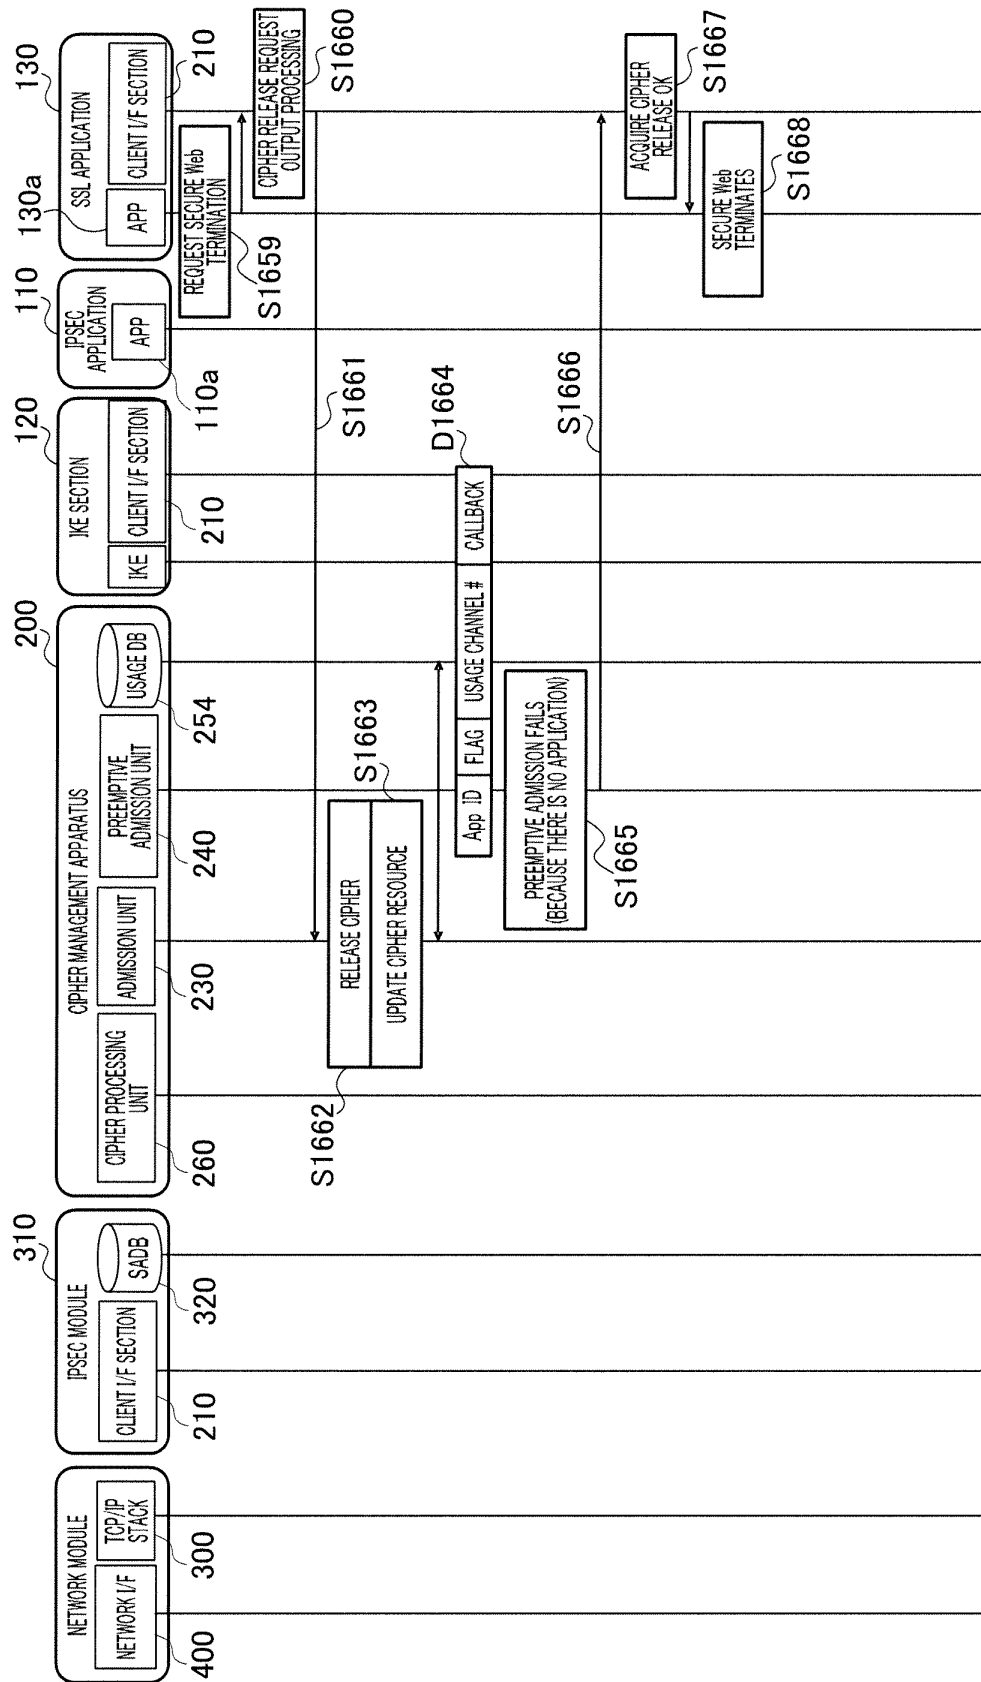 NETWORK MODULE
NETWORK I/F
400
TCP/IP
STACK
300
310
IPSEC MODULE
CLIENT I/F SECTION
210
SADB
320
200
CIPHER MANAGEMENT APPARATUS
CIPHER PROCESSING
UNIT
260
ADMISSION UNIT
230
PREEMPTIVE
ADMISSION UNIT
240
USAGE DB
254
120
IKE SECTION
IKE
CLIENT I/F SECTION
210
110
IPSEC
APPLICATION
APP
110a
130
SSL APPLICATION
130a
APP
CLIENT I/F SECTION
210
REQUEST SECURE Web
TERMINATION
S1659
CIPHER RELEASE REQUEST
OUTPUT PROCESSING
S1660
S1661
RELEASE CIPHER
S1662
UPDATE CIPHER RESOURCE
S1663
App ID
FLAG
USAGE CHANNEL #
CALLBACK
D1664
PREEMPTIVE ADMISSION FAILS
(BECAUSE THERE IS NO APPLICATION)
S1665
S1666
ACQUIRE CIPHER
RELEASE OK
S1667
SECURE Web
TERMINATES
S1668